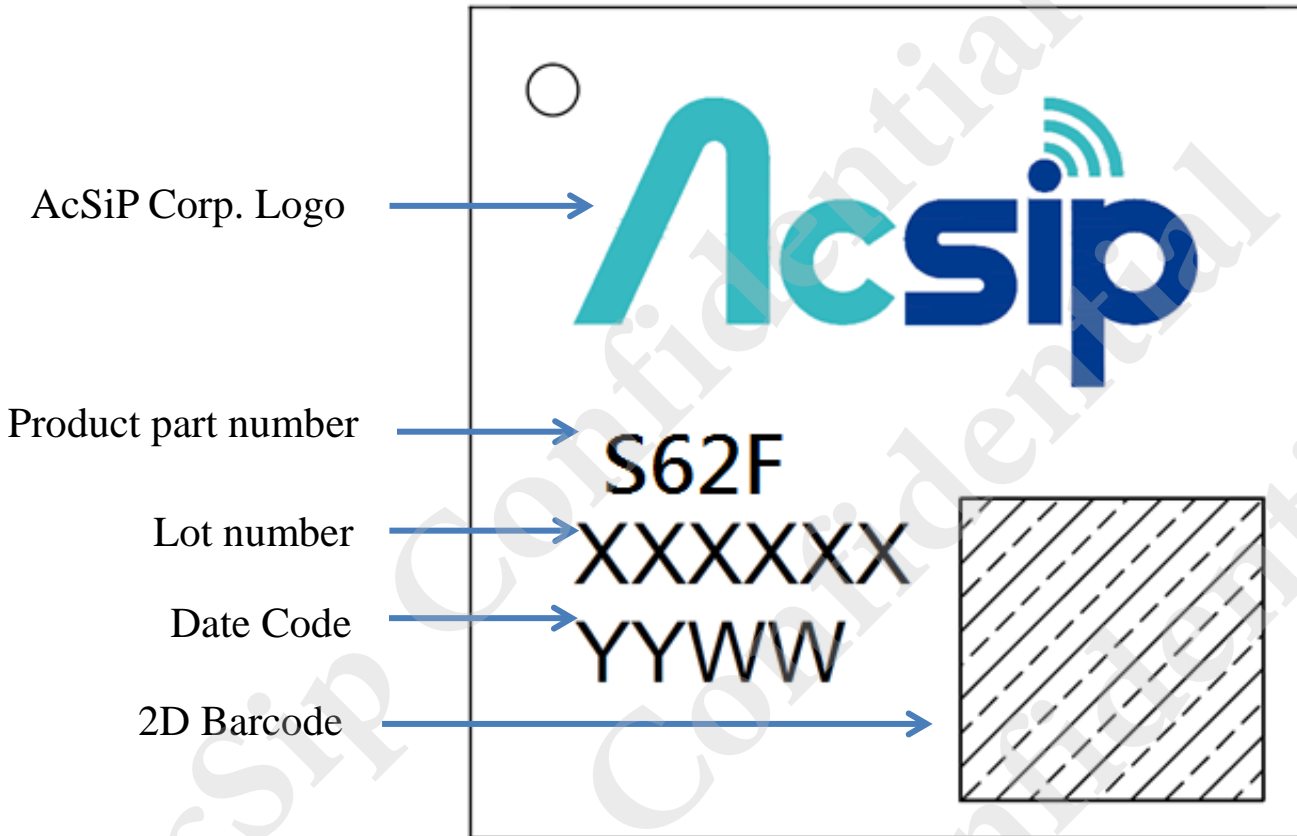 Acsip
AcSiP Corp. Logo
Product part number
S62F
Lot number
XXXXXX
Date Code
YYWW
2D Barcode
AcSip Confidential
Confidential
Confidential